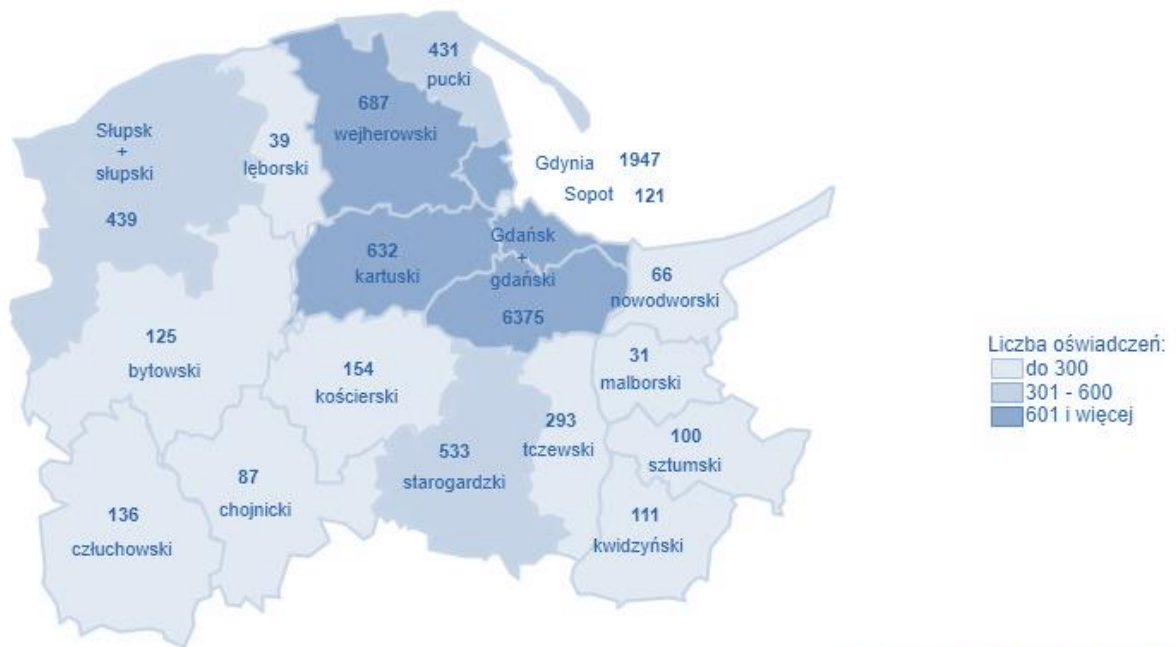 431
pucki
687
wejherowski
Słupsk
+
słupski
439
39
lęborski
Gdynia 1947
Sopot 121
632
kartuski
Gdańsk
+
gdański
6375
66
nowodworski
125
bytowski
154
kościerski
31
malborski
293
tczewski
100
sztumski
533
starogardzki
87
chojnicki
136
człuchowski
111
kwidzyński
Liczba oświadczeń:
do 300
301 - 600
601 i więcej